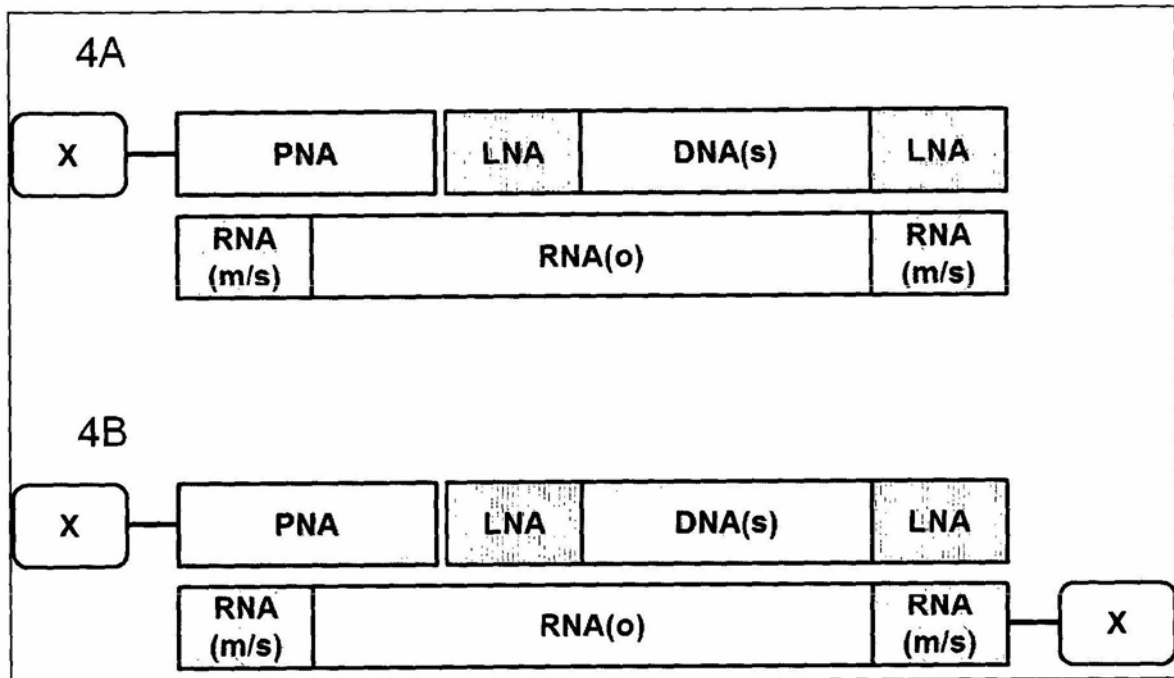 4A
X PNA LNA DNA(s) LNA
RNA RNA(o) RNA
(m/s) (m/s)
4B
X PNA LNA DNA(s) LNA
RNA RNA(o) RNA X
(m/s) (m/s)